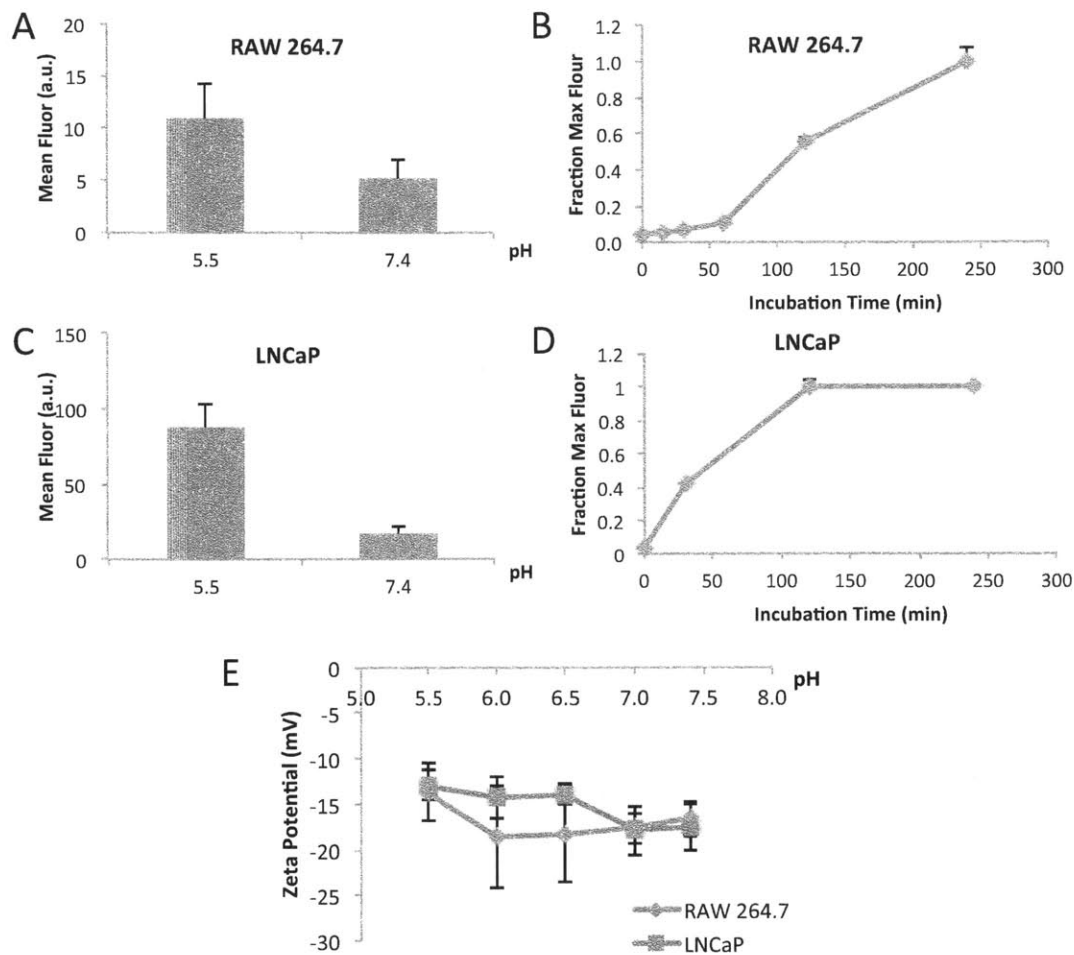 A
RAW 264.7
Mean Fluor (a.u.)
20
15
10
5
0
5.5
7.4
pH
B
RAW 264.7
Fraction Max Flour
1.2
1.0
0.8
0.6
0.4
0.2
0.0
0
50
100
150
200
250
300
Incubation Time (min)
C
LNCaP
Mean Fluor (a.u.)
150
100
50
0
5.5
7.4
pH
D
LNCaP
Fraction Max Fluor
1.2
1
0.8
0.6
0.4
0.2
0
0
50
100
150
200
250
300
Incubation Time (min)
E
Zeta Potential (mV)
0
-5
-10
-15
-20
-25
-30
5.0
5.5
6.0
6.5
7.0
7.5
8.0
pH
RAW 264.7
LNCaP